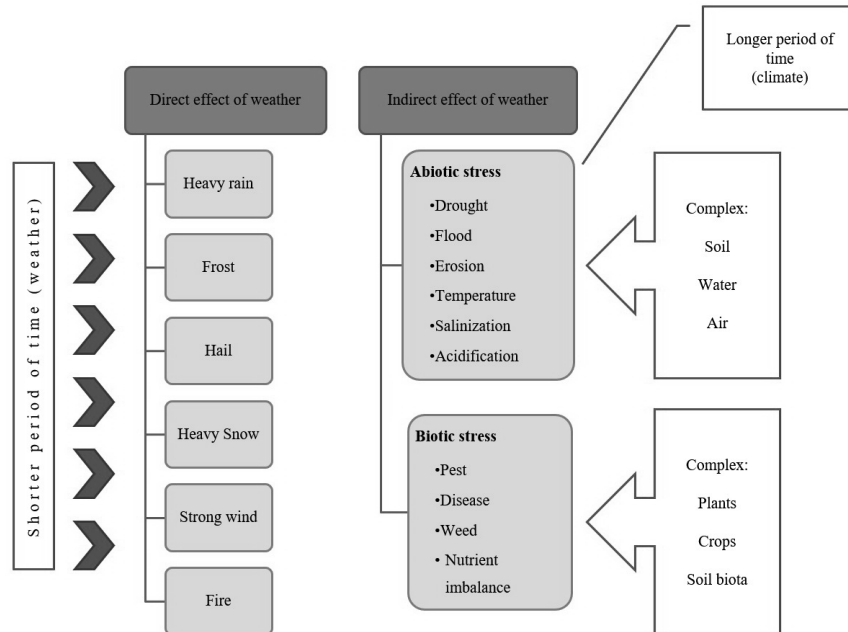 Longer period of
time
(climate)
Direct effect of weather
Indirect effect of weather
Shorter period of time (weather)
Heavy rain
Frost
Hail
Heavy Snow
Strong wind
Fire
Abiotic stress
•Drought
•Flood
•Erosion
•Temperature
•Salinization
•Acidification
Complex:
Soil
Water
Air
Biotic stress
•Pest
•Disease
•Weed
• Nutrient
imbalance
Complex:
Plants
Crops
Soil biota